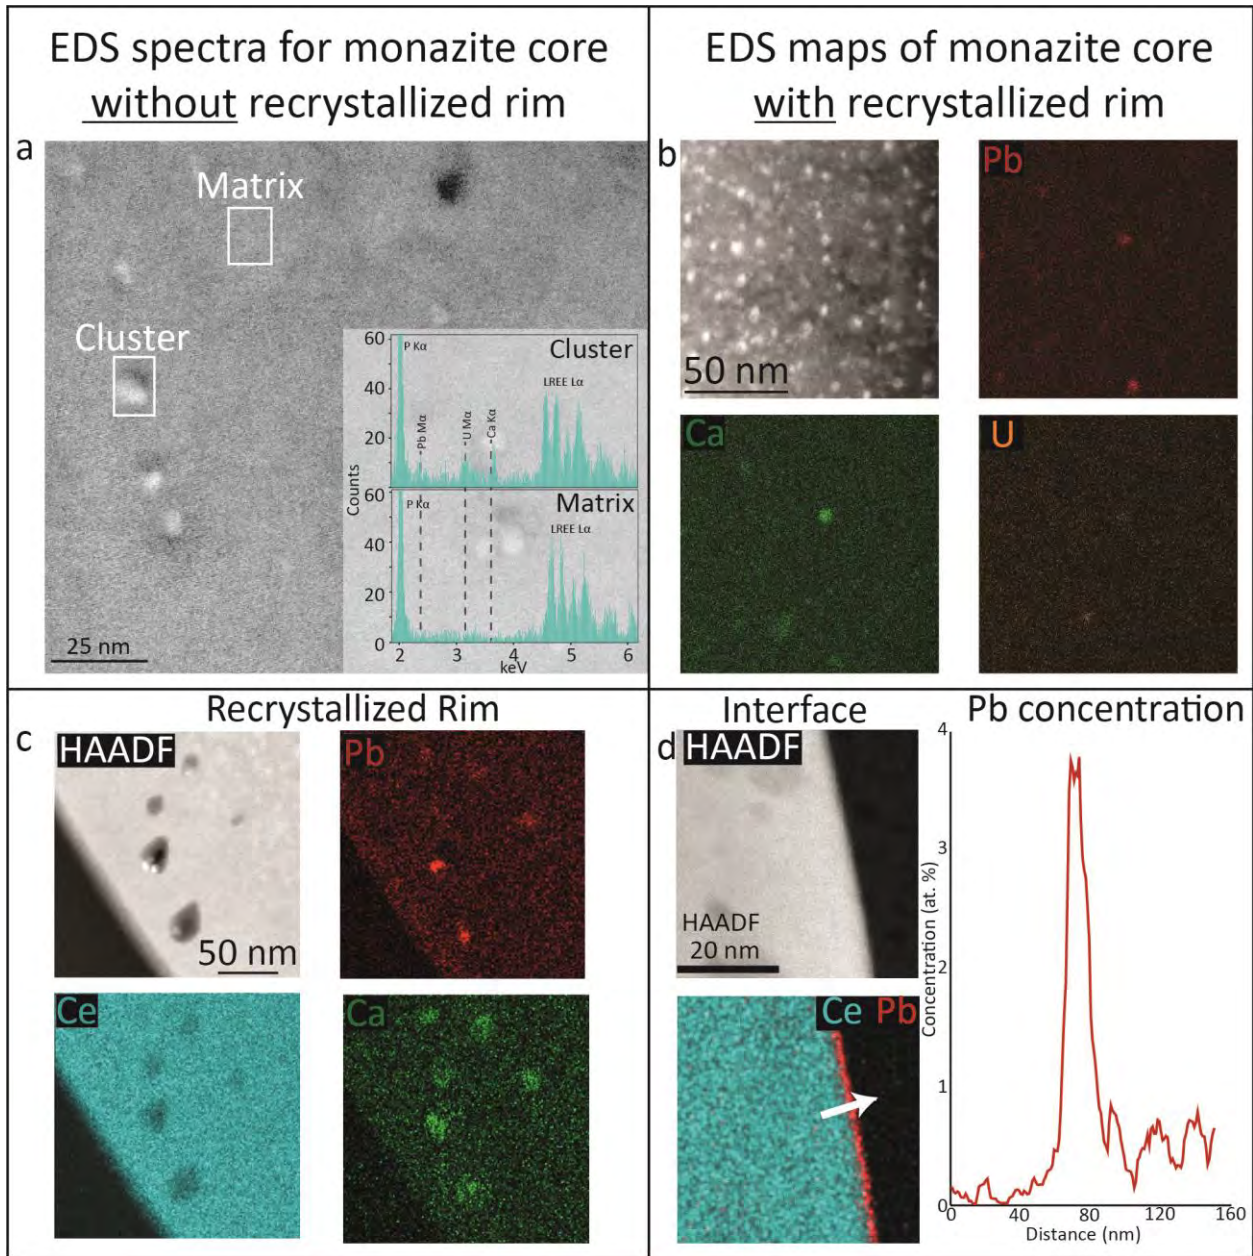 EDS spectra for monazite core
without recrystallized rim
a
Matrix
Cluster
25 nm
60
40
20
Cluster
P Kα
Pb Mα
U Mα
Ca Kα
LREE Lα
Counts
60
40
20
0
Matrix
P Kα
LREE Lα
2
3
4
5
6
keV
EDS maps of monazite core
with recrystallized rim
b
50 nm
Pb
Ca
U
Recrystallized Rim
c
HAADF
50 nm
Pb
Ce
Ca
Interface
d
HAADF
HAADF
20 nm
Ce Pb
Pb concentration
4
3
2
1
0
Concentration (at. %)
0
40
80
120
160
Distance (nm)